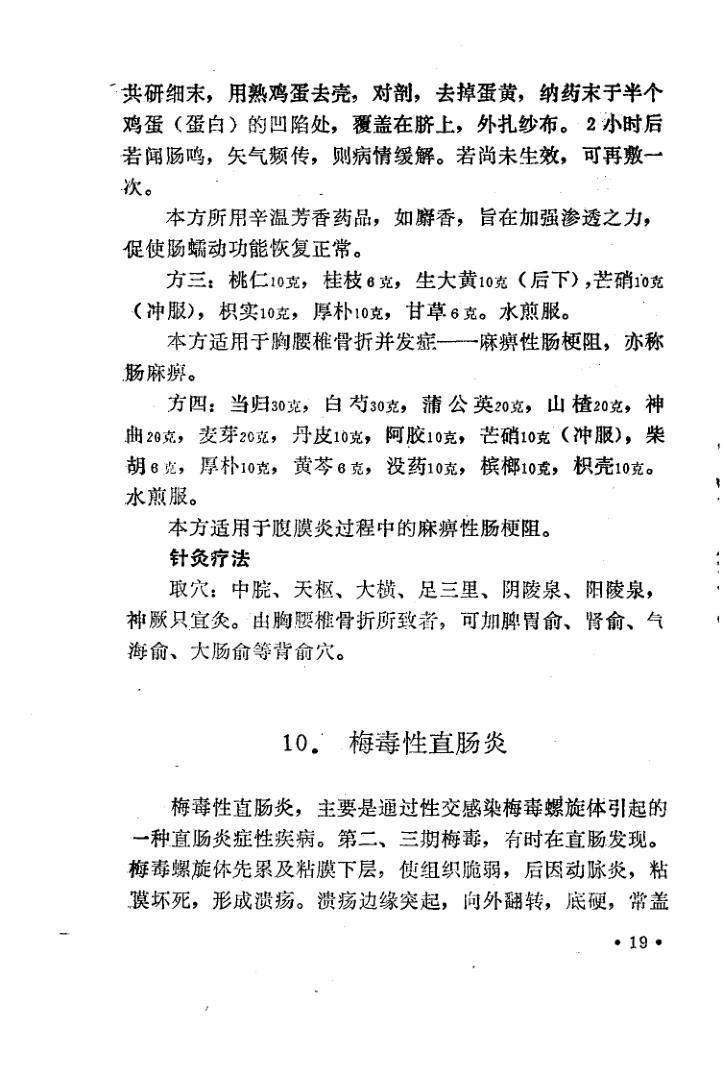 共研细末，用熟鸡蛋去壳，对剖，去掉蛋黄，纳药末于半个
鸡蛋（蛋白）的凹陷处，覆盖在脐上，外扎纱布。2小时后
若闻肠鸣，矢气频传，则病情缓解。若尚未生效，可再敷一
次。
本方所用辛温芳香药品，如麝香，旨在加强渗透之力，
促使肠蠕动功能恢复正常。
方三：桃仁10克，桂枝6克，生大黄10克（后下），芒硝10克
（冲服），枳实10克，厚朴10克，甘草6克。水煎服。
本方适用于胸腰椎骨折并发症——麻痹性肠梗阻，亦称
肠麻痹。
方四：当归30克，白芍30克，蒲公英20克，山楂20克，神
曲20克，麦芽20克，丹皮10克，阿胶10克，芒硝10克（冲服），柴
胡6克，厚朴10克，黄芩6克，没药10克，槟榔10克，枳壳10克。
水煎服。
本方适用于腹膜炎过程中的麻痹性肠梗阻。
针灸疗法
取穴：中脘、天枢、大横、足三里、阴陵泉、阳陵泉，
神厥只宜灸。由胸腰椎骨折所致者，可加脾胃俞、肾俞、气
海俞、大肠俞等背俞穴。
10. 梅毒性直肠炎
梅毒性直肠炎，主要是通过性交感染梅毒螺旋体引起的
一种直肠炎症性疾病。第二、三期梅毒，有时在直肠发现。
梅毒螺旋体先累及粘膜下层，使组织脆弱，后因动脉炎，粘
膜坏死，形成溃疡。溃疡边缘突起，向外翻转，底硬，常盖
•19•